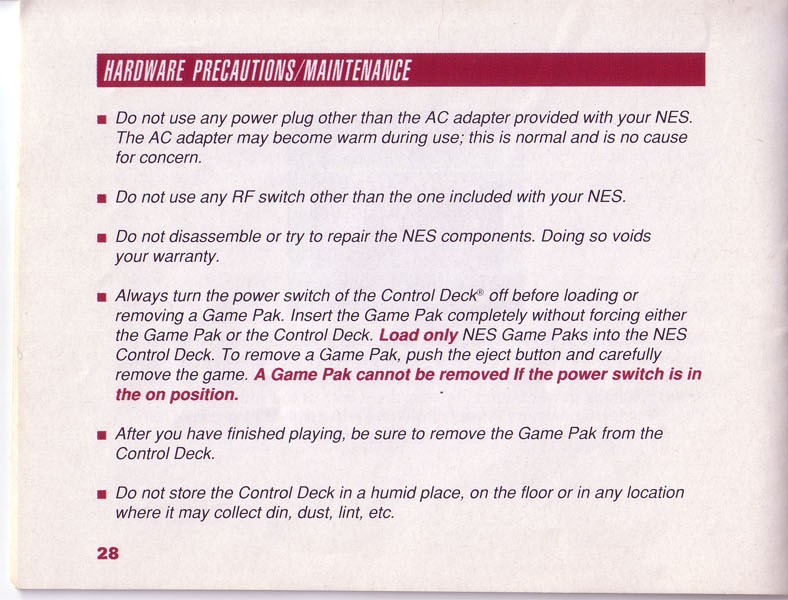 HARDWARE PRECAUTIONS/MAINTENANCE
■ Do not use any power plug other than the AC adapter provided with your NES.
The AC adapter may become warm during use; this is normal and is no cause
for concern.
■ Do not use any RF switch other than the one included with your NES.
■ Do not disassemble or try to repair the NES components. Doing so voids
your warranty.
■ Always turn the power switch of the Control Deck® off before loading or
removing a Game Pak. Insert the Game Pak completely without forcing either
the Game Pak or the Control Deck. Load only NES Game Paks into the NES
Control Deck. To remove a Game Pak, push the eject button and carefully
remove the game. A Game Pak cannot be removed If the power switch is in
the on position.
■ After you have finished playing, be sure to remove the Game Pak from the
Control Deck.
■ Do not store the Control Deck in a humid place, on the floor or in any location
where it may collect din, dust, lint, etc.
28